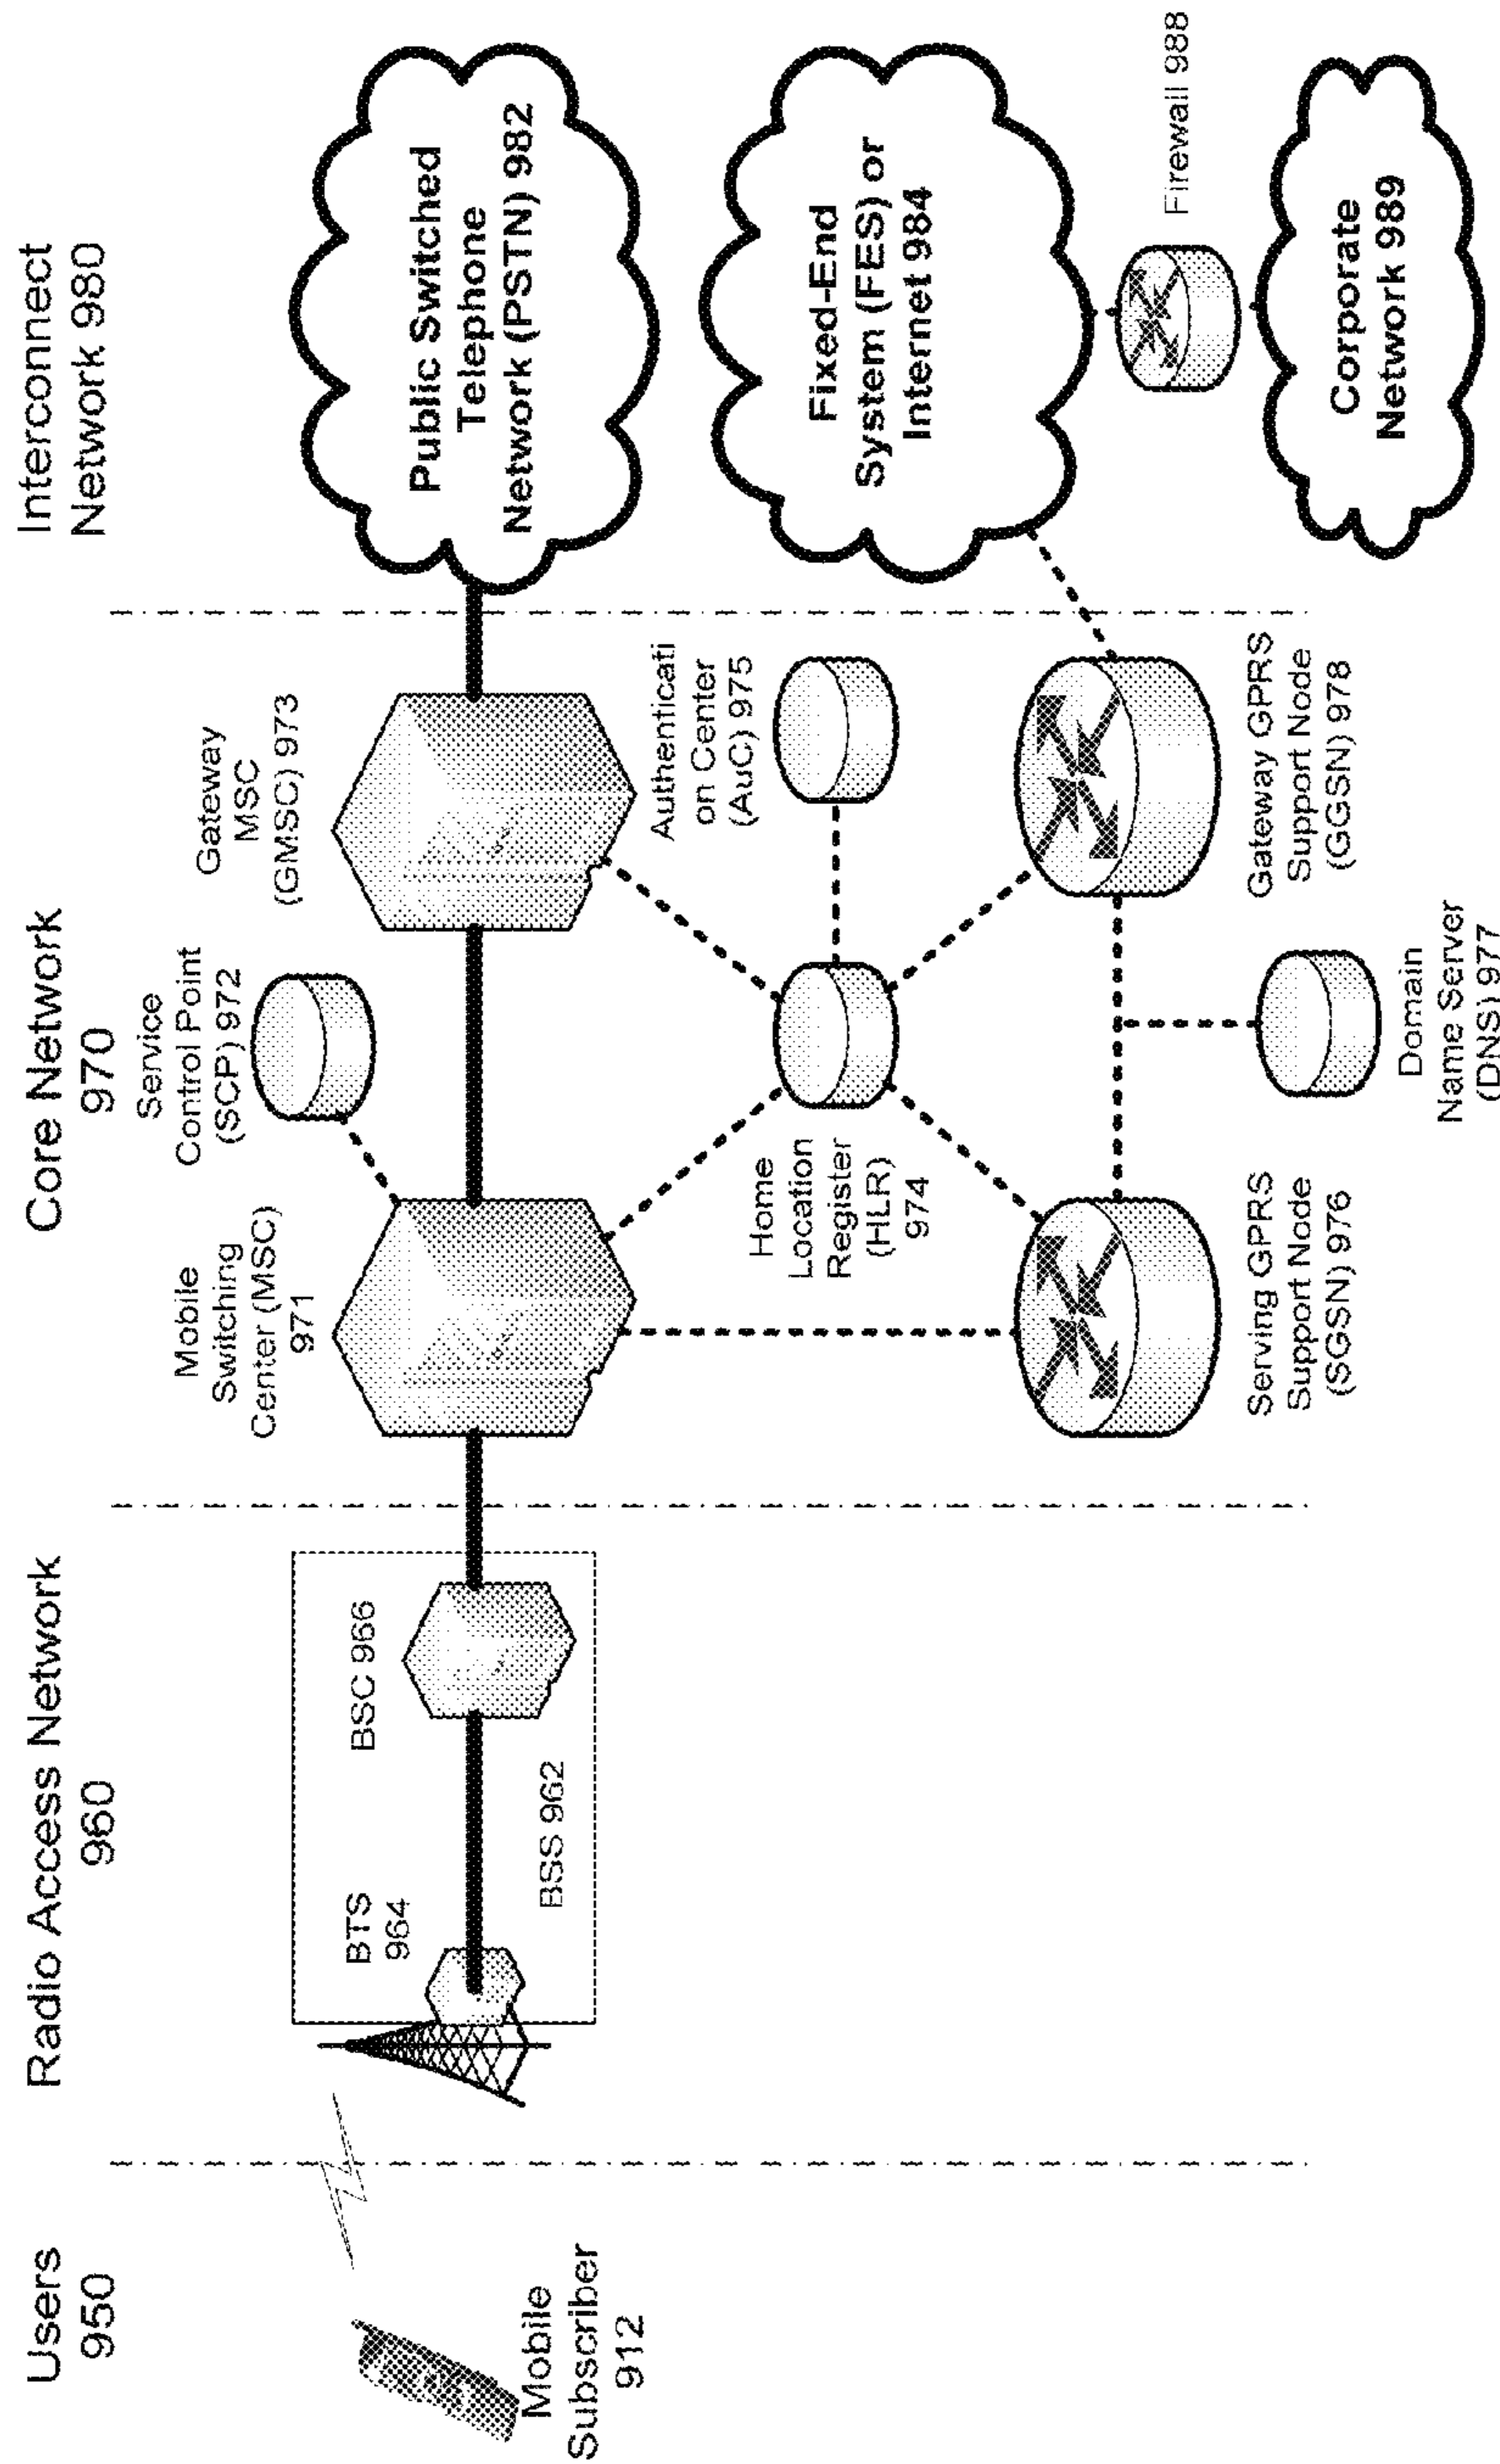 Users
950
Radio Access Network
960
Core Network
970
Interconnect
Network 980
Mobile
Subscriber
912
BTS
964
BSC 966
BSS 962
Mobile
Switching
Center (MSC)
971
Service
Control Point
(SCP) 972
Gateway
MSC
(GMSC) 973
Home
Location
Register
(HLR)
974
Authenticati
on Center
(AuC) 975
Serving GPRS
Support Node
(SGSN) 976
Domain
Name Server
(DNS) 977
Gateway GPRS
Support Node
(GGSN) 978
Public Switched
Telephone
Network (PSTN) 982
Fixed-End
System (FES) or
Internet 984
Firewall 988
Corporate
Network 989